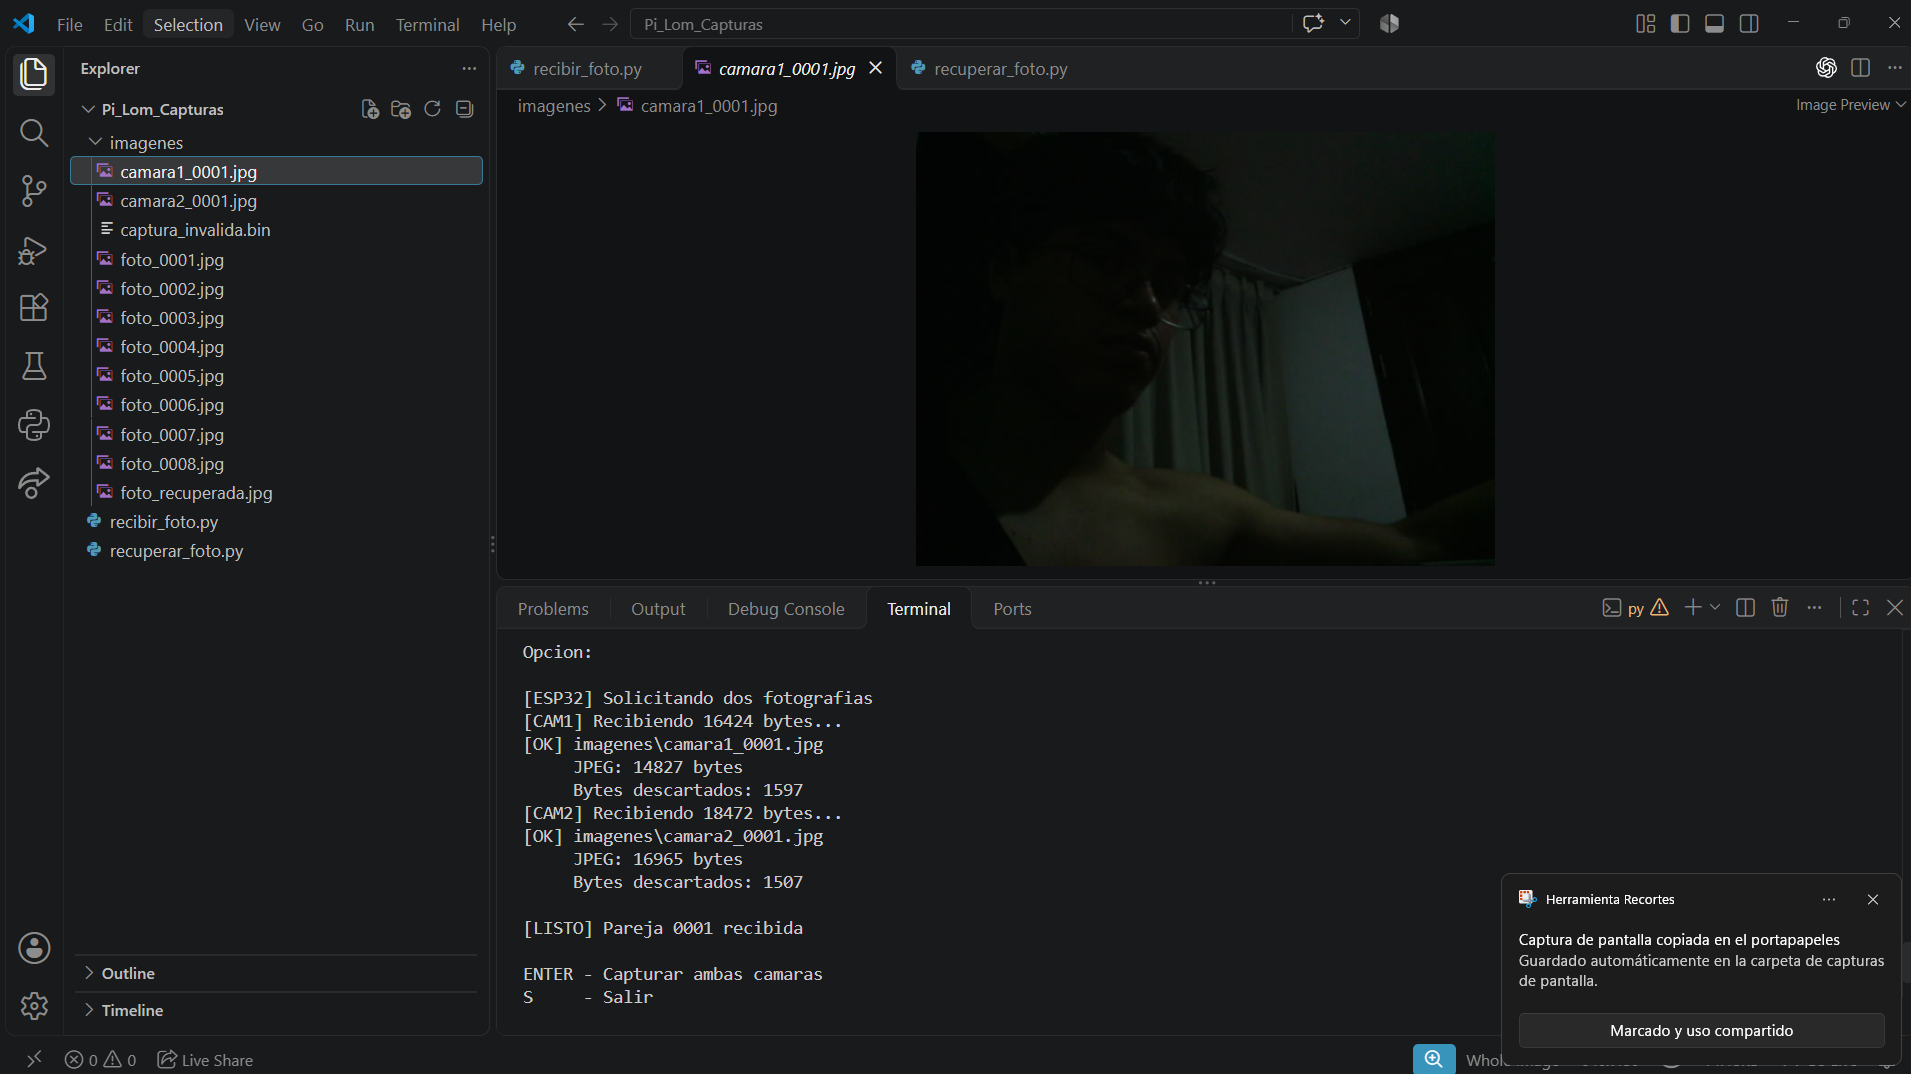 File Edit Selection View Go Run Terminal Help
Pi_Lom_Capturas
Explorer
Pi_Lom_Capturas
imagenes
camara1_0001.jpg
camara2_0001.jpg
captura_invalida.bin
foto_0001.jpg
foto_0002.jpg
foto_0003.jpg
foto_0004.jpg
foto_0005.jpg
foto_0006.jpg
foto_0007.jpg
foto_0008.jpg
foto_recuperada.jpg
recibir_foto.py
recuperar_foto.py
Outline
Timeline
recibir_foto.py camara1_0001.jpg recuperar_foto.py
imagenes > camara1_0001.jpg
Image Preview
Problems Output Debug Console Terminal Ports
py
Opcion:
[ESP32] Solicitando dos fotografias
[CAM1] Recibiendo 16424 bytes...
[OK] imagenes\camara1_0001.jpg
JPEG: 14827 bytes
Bytes descartados: 1597
[CAM2] Recibiendo 18472 bytes...
[OK] imagenes\camara2_0001.jpg
JPEG: 16965 bytes
Bytes descartados: 1507
[LISTO] Pareja 0001 recibida
ENTER - Capturar ambas camaras
S - Salir
Herramienta Recortes
Captura de pantalla copiada en el portapapeles
Guardado automáticamente en la carpeta de capturas
de pantalla.
Marcado y uso compartido
0 0 Live Share